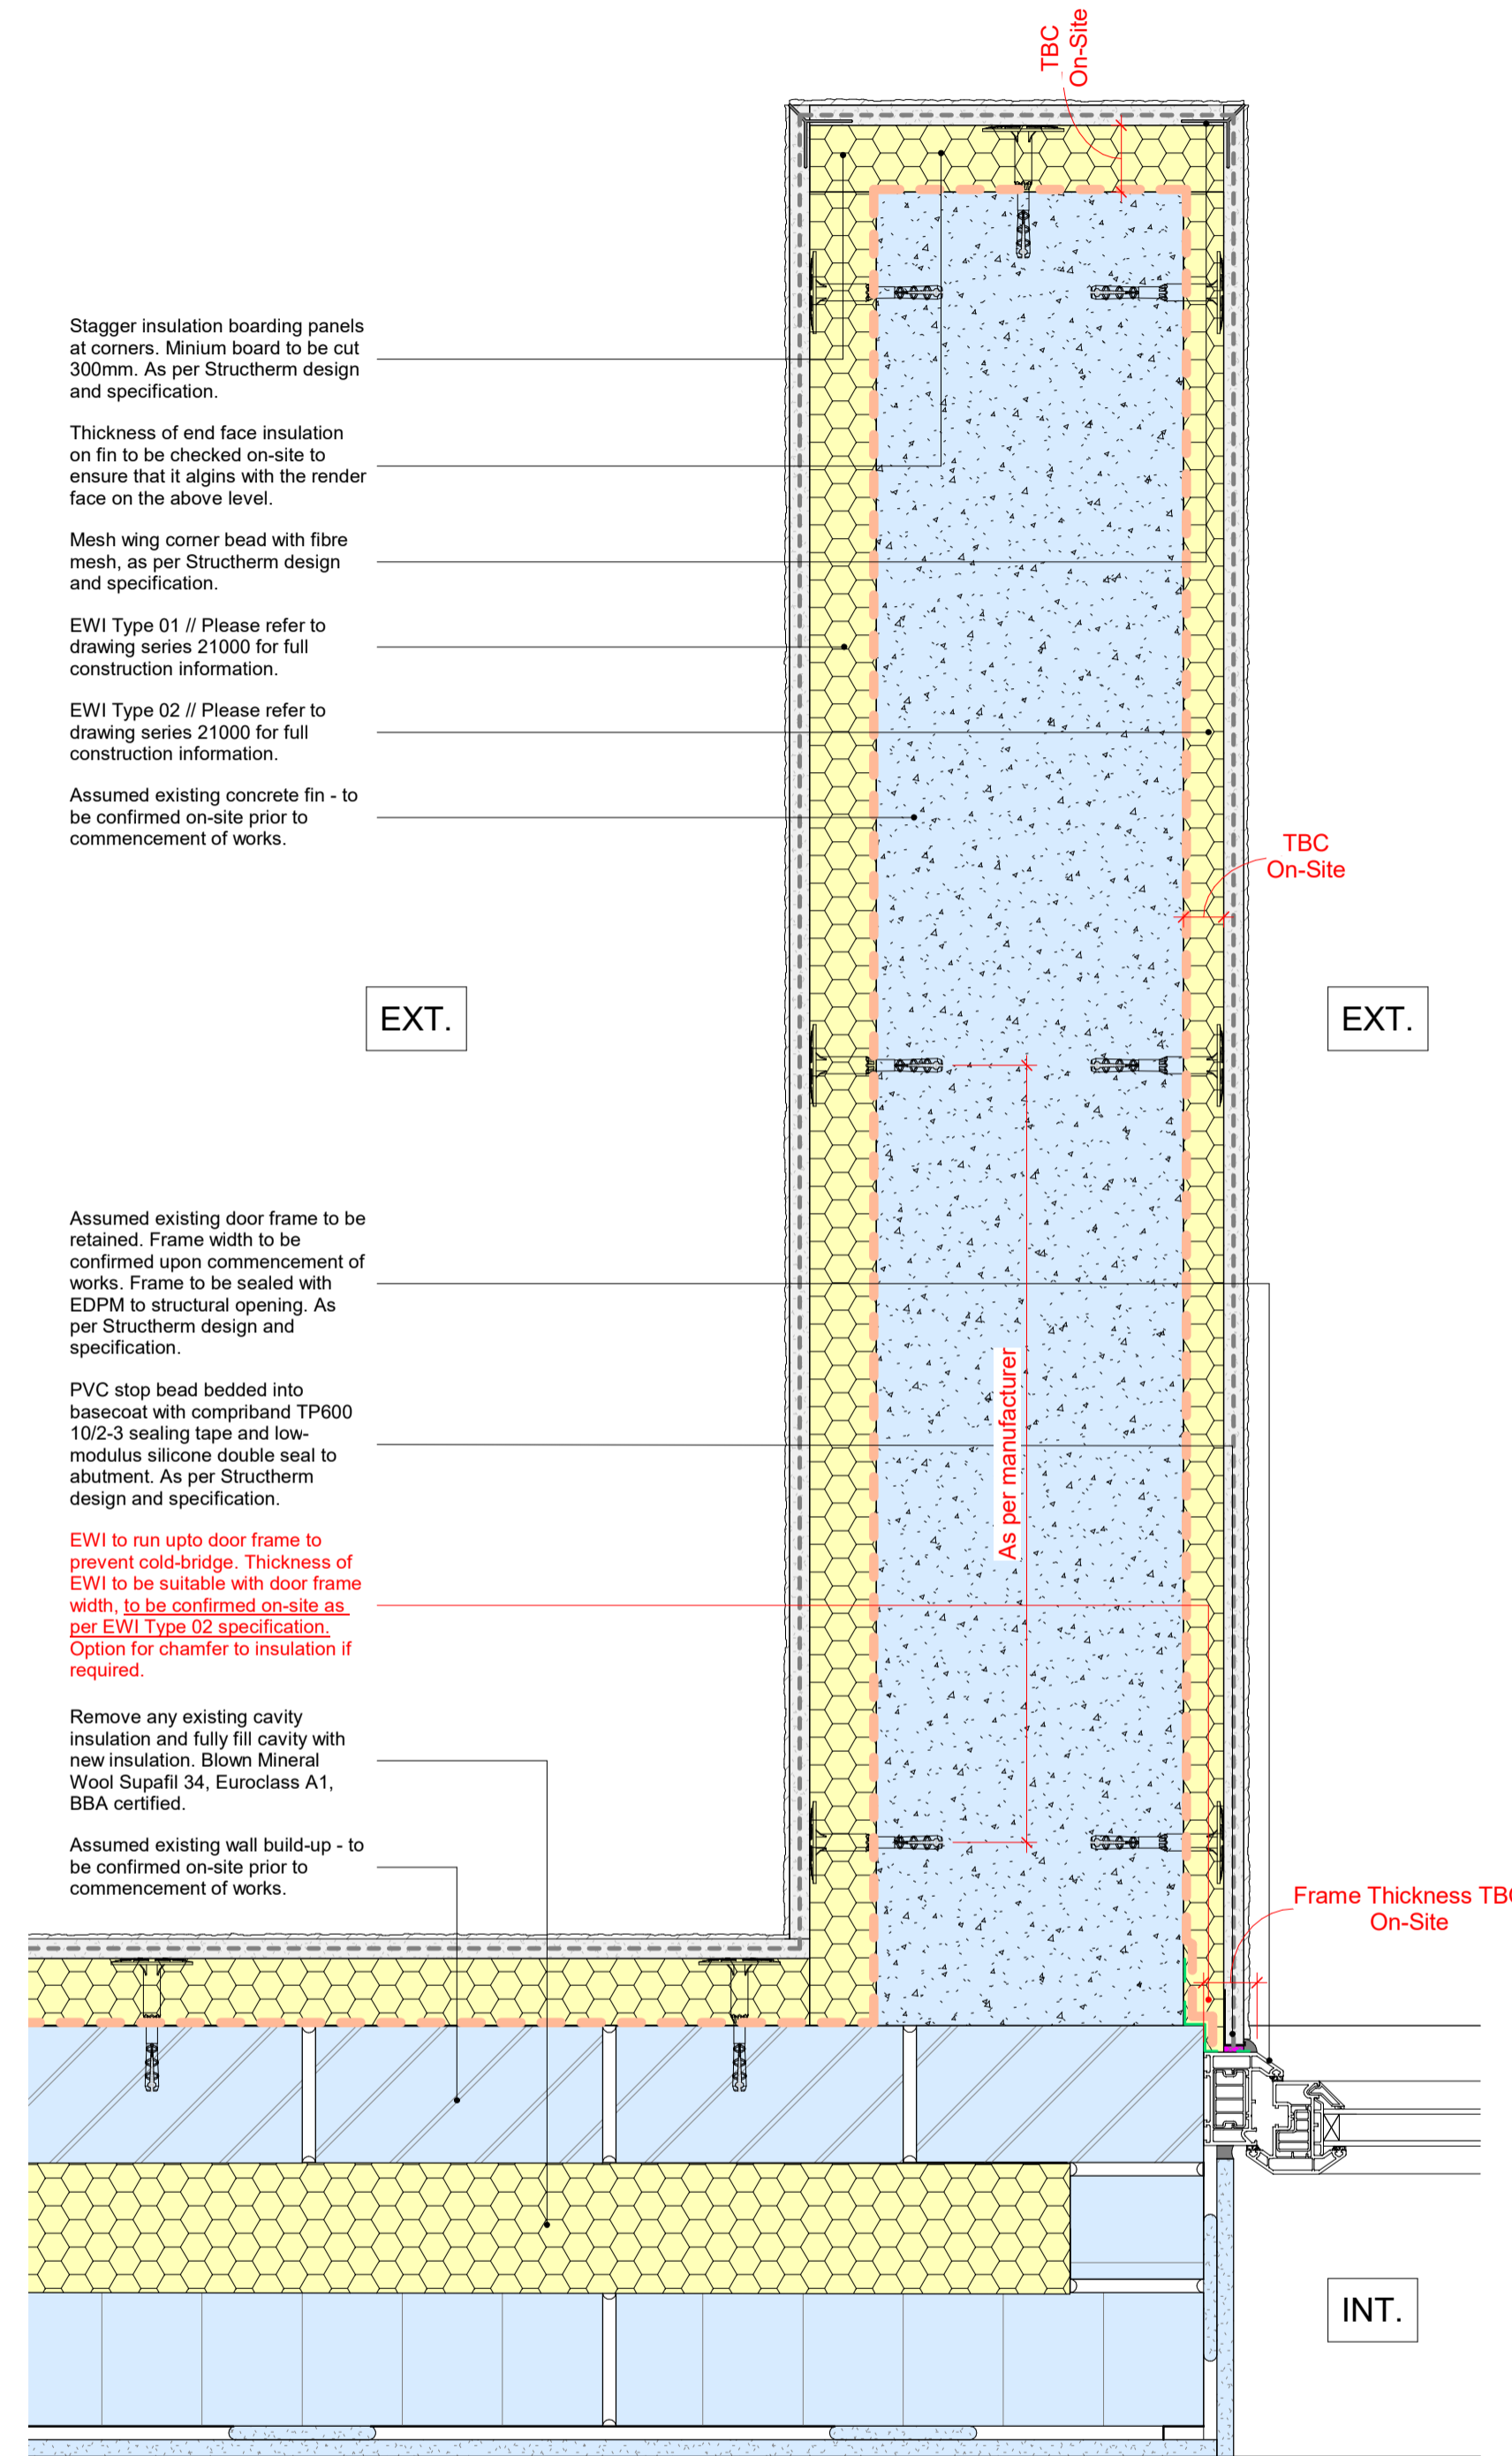 TBC
On-Site
Stagger insulation boarding panels
at corners. Minium board to be cut
300mm. As per Structherm design
and specification.
Thickness of end face insulation
on fin to be checked on-site to
ensure that it algins with the render
face on the above level.
Mesh wing corner bead with fibre
mesh, as per Structherm design
and specification.
EWI Type 01 // Please refer to
drawing series 21000 for full
construction information.
EWI Type 02 // Please refer to
drawing series 21000 for full
construction information.
Assumed existing concrete fin - to
be confirmed on-site prior to
commencement of works.
TBC
On-Site
EXT.
EXT.
Assumed existing door frame to be
retained. Frame width to be
confirmed upon commencement of
works. Frame to be sealed with
EDPM to structural opening. As
per Structherm design and
specification.
PVC stop bead bedded into
basecoat with compriband TP600
10/2-3 sealing tape and low-
modulus silicone double seal to
abutment. As per Structherm
design and specification.
As per manufacturer
EWI to run upto door frame to
prevent cold-bridge. Thickness of
EWI to be suitable with door frame
width, to be confirmed on-site as
per EWI Type 02 specification.
Option for chamfer to insulation if
required.
Remove any existing cavity
insulation and fully fill cavity with
new insulation. Blown Mineral
Wool Supafil 34, Euroclass A1,
BBA certified.
Assumed existing wall build-up - to
be confirmed on-site prior to
commencement of works.
Frame Thickness TBC
On-Site
INT.